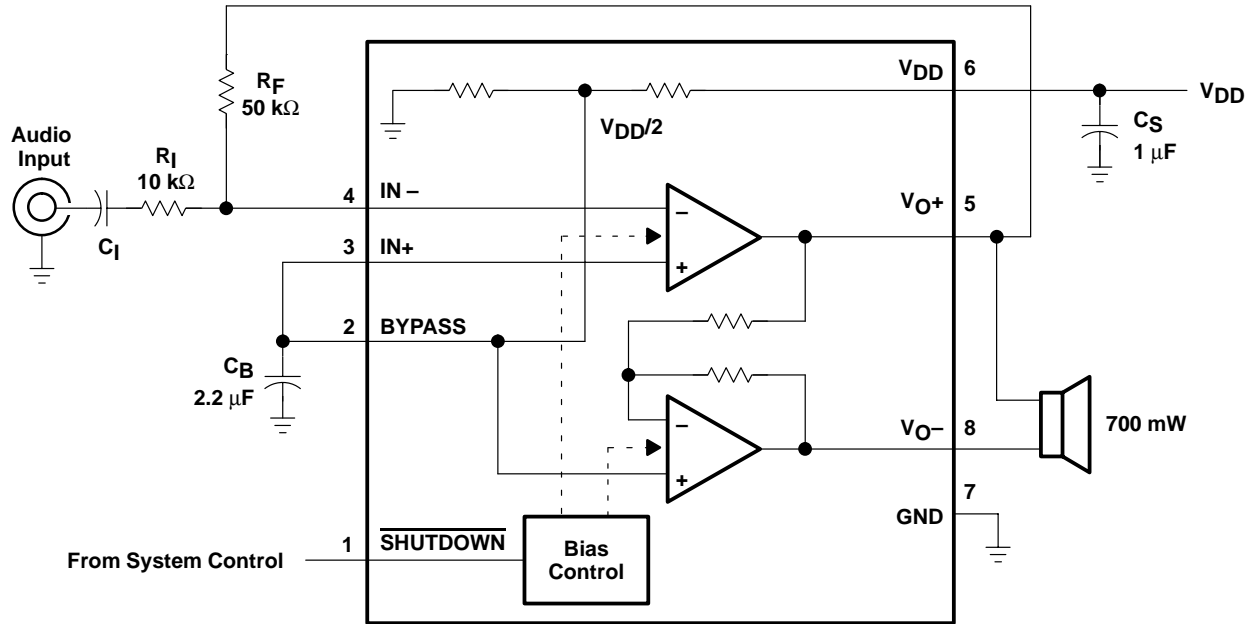 VDD 6
RF
50 kΩ
VDD
VDD/2
CS
1 μF
Audio
Input
RI
10 kΩ
CI
4 IN –
VO+ 5
–
+
3 IN+
2 BYPASS
CB
2.2 μF
–
+
VO– 8
700 mW
7
GND
1 SHUTDOWN
From System Control
Bias
Control